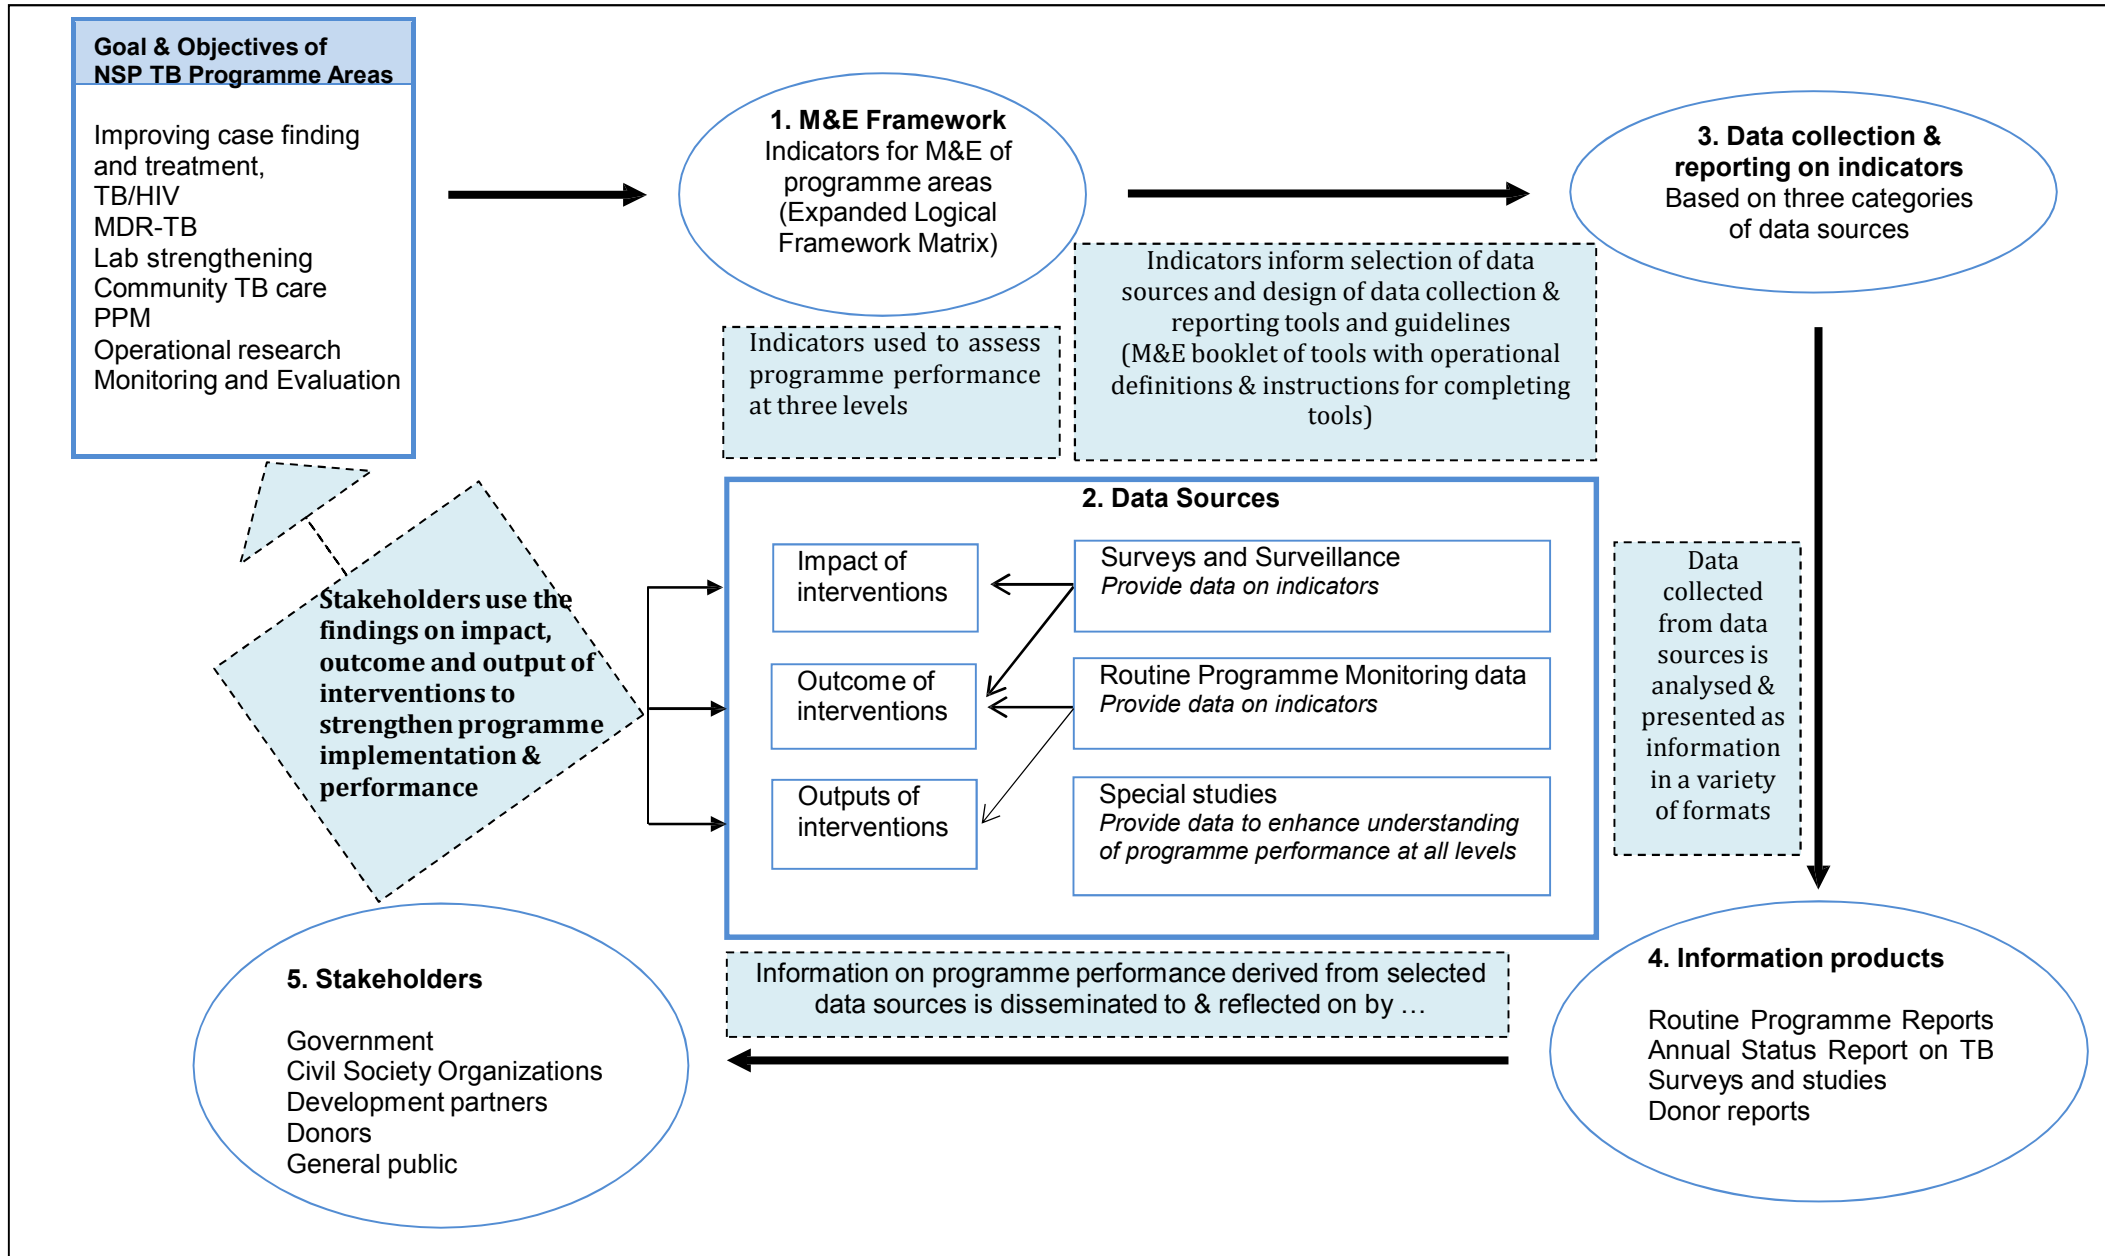 Goal & Objectives of
NSP TB Programme Areas
Improving case finding
and treatment,
TB/HIV
MDR-TB
Lab strengthening
Community TB care
PPM
Operational research
Monitoring and Evaluation
1. M&E Framework
Indicators for M&E of
programme areas
(Expanded Logical
Framework Matrix)
3. Data collection &
reporting on indicators
Based on three categories
of data sources
Indicators used to assess
programme performance
at three levels
Indicators inform selection of data
sources and design of data collection &
reporting tools and guidelines
(M&E booklet of tools with operational
definitions & instructions for completing
tools)
2. Data Sources
Impact of
interventions
Surveys and Surveillance
Provide data on indicators
Outcome of
interventions
Routine Programme Monitoring data
Provide data on indicators
Outputs of
interventions
Special studies
Provide data to enhance understanding
of programme performance at all levels
Data
collected
from data
sources is
analysed &
presented as
information
in a variety
of formats
Stakeholders use the
findings on impact,
outcome and output of
interventions to
strengthen programme
implementation &
performance
5. Stakeholders
Government
Civil Society Organizations
Development partners
Donors
General public
Information on programme performance derived from selected
data sources is disseminated to & reflected on by …
4. Information products
Routine Programme Reports
Annual Status Report on TB
Surveys and studies
Donor reports